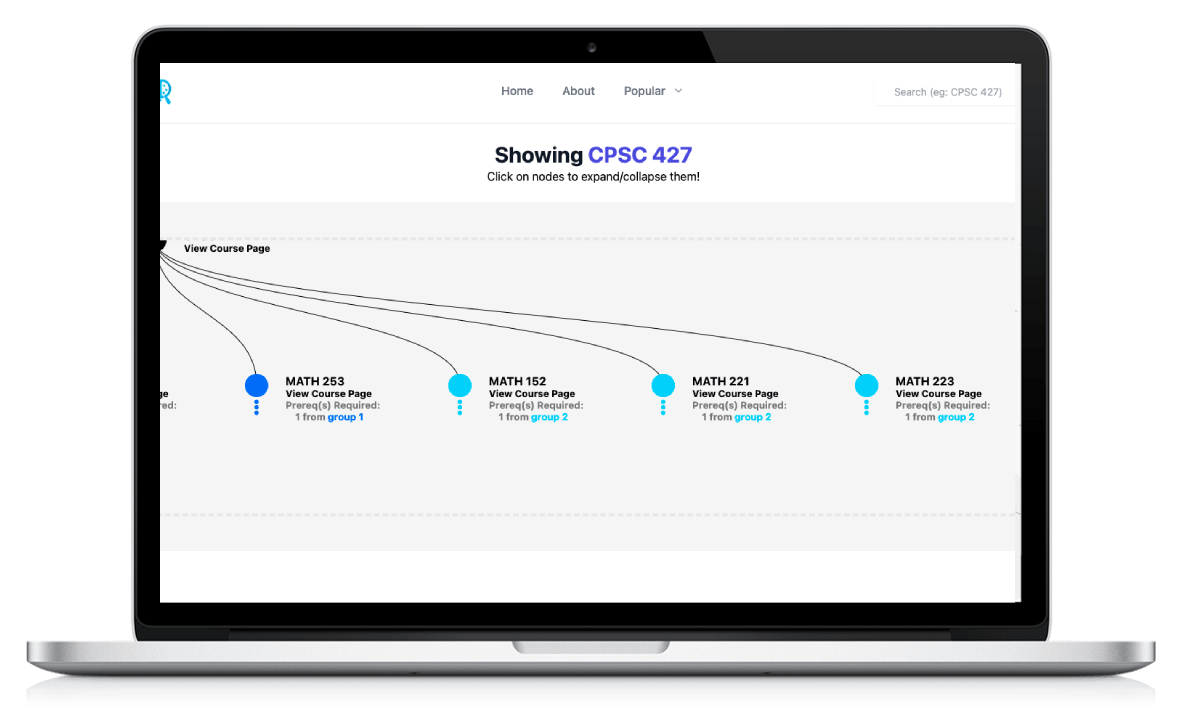 Home About Popular
Search (eg: CPSC 427)
Showing CPSC 427
Click on nodes to expand/collapse them!
View Course Page
MATH 253
View Course Page
Prereq(s) Required:
1 from group 1
MATH 152
View Course Page
Prereq(s) Required:
1 from group 2
MATH 221
View Course Page
Prereq(s) Required:
1 from group 2
MATH 223
View Course Page
Prereq(s) Required:
1 from group 2